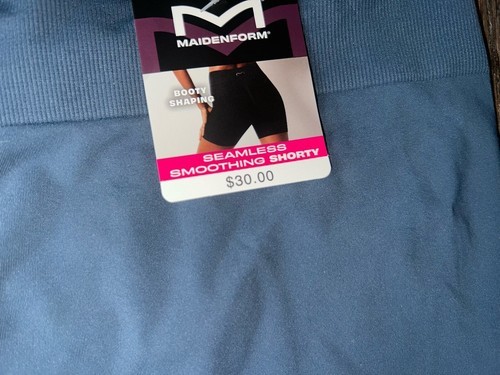 MAIDENFORM®
BOOTY
SHAPING
SEAMLESS
SMOOTHING SHORTY
$30.00